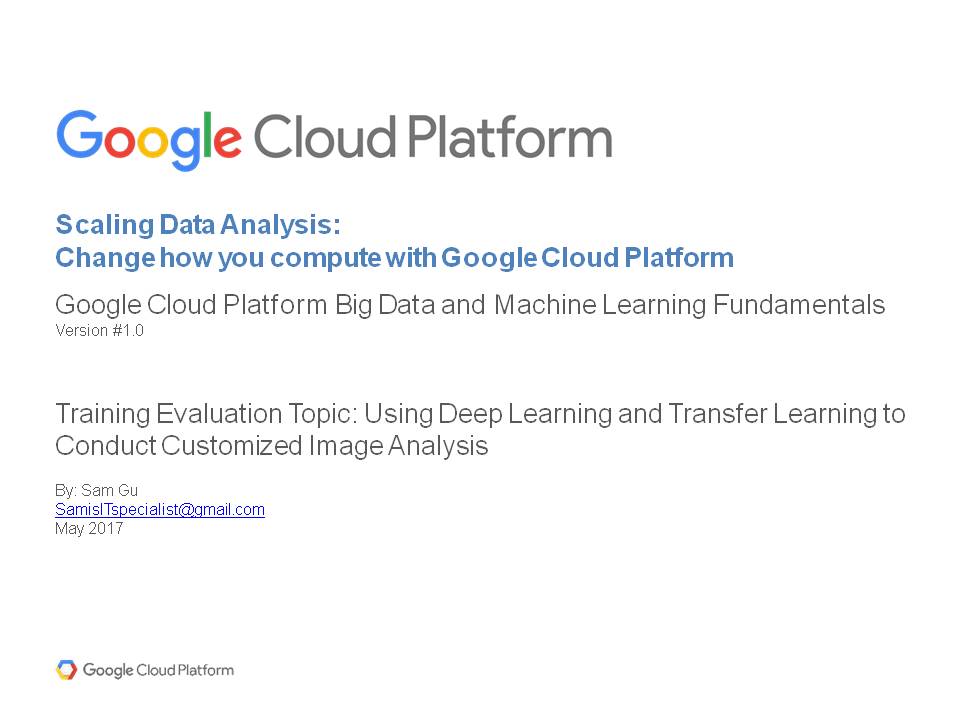 Google Cloud Platform
Scaling Data Analysis:
Change how you compute with Google Cloud Platform
Google Cloud Platform Big Data and Machine Learning Fundamentals
Version #1.0
Training Evaluation Topic: Using Deep Learning and Transfer Learning to
Conduct Customized Image Analysis
By: Sam Gu
SamisITspecialist@gmail.com
May 2017
Google Cloud Platform